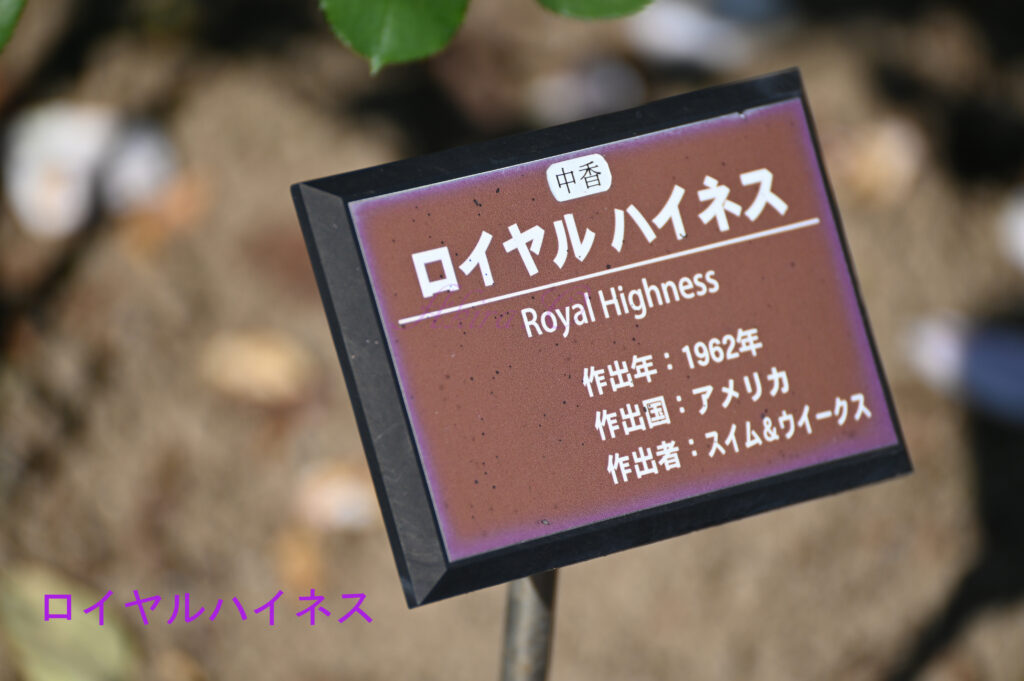 中香
ロイヤル ハイネス
Royal Highness
作出年：1962年
作出国：アメリカ
作出者：スイム&ウイークス
ロイヤルハイネス